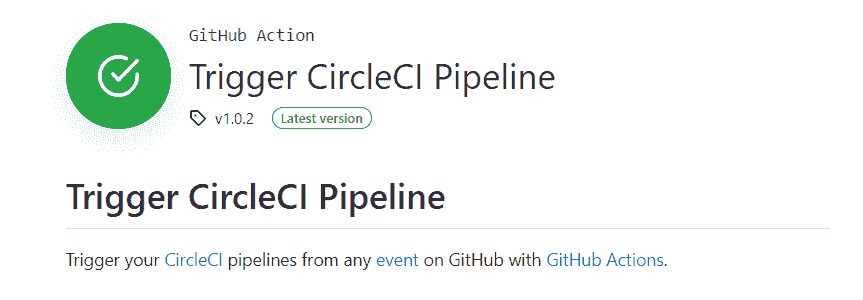 GitHub Action
Trigger CircleCI Pipeline
v1.0.2 Latest version
Trigger CircleCI Pipeline
Trigger your CircleCI pipelines from any event on GitHub with GitHub Actions.